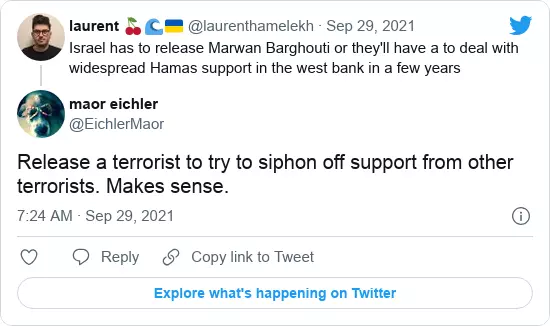 laurent 🍒🌊🇺🇦 @laurenthamelekh · Sep 29, 2021
Israel has to release Marwan Barghouti or they'll have a to deal with
widespread Hamas support in the west bank in a few years
maor eichler
@EichlerMaor
Release a terrorist to try to siphon off support from other
terrorists. Makes sense.
7:24 AM · Sep 29, 2021
Reply Copy link to Tweet
Explore what's happening on Twitter